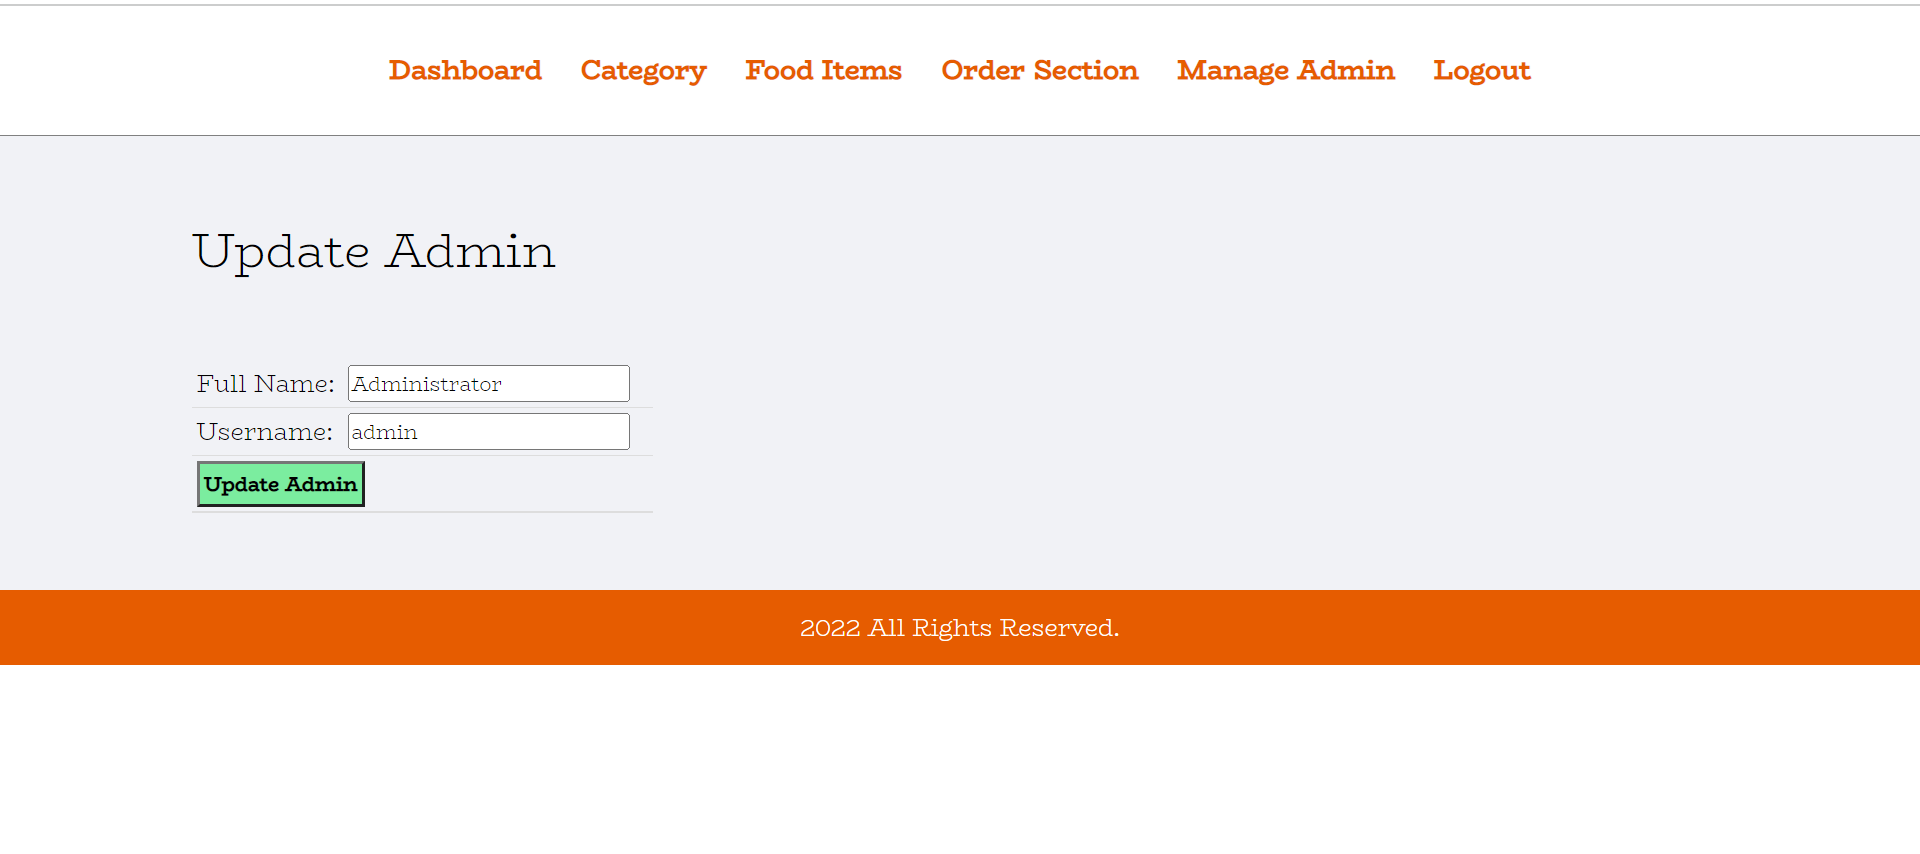 Dashboard Category Food Items Order Section Manage Admin Logout
Update Admin
Full Name: Administrator
Username: admin
Update Admin
2022 All Rights Reserved.